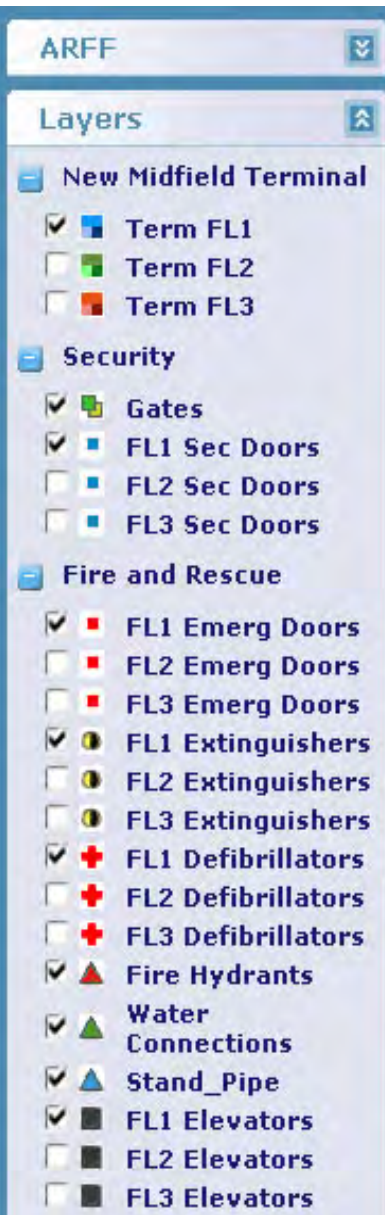 ARFF
Layers
New Midfield Terminal
Term FL1
Term FL2
Term FL3
Security
Gates
FL1 Sec Doors
FL2 Sec Doors
FL3 Sec Doors
Fire and Rescue
FL1 Emerg Doors
FL2 Emerg Doors
FL3 Emerg Doors
FL1 Extinguishers
FL2 Extinguishers
FL3 Extinguishers
FL1 Defibrillators
FL2 Defibrillators
FL3 Defibrillators
Fire Hydrants
Water
Connections
Stand_Pipe
FL1 Elevators
FL2 Elevators
FL3 Elevators